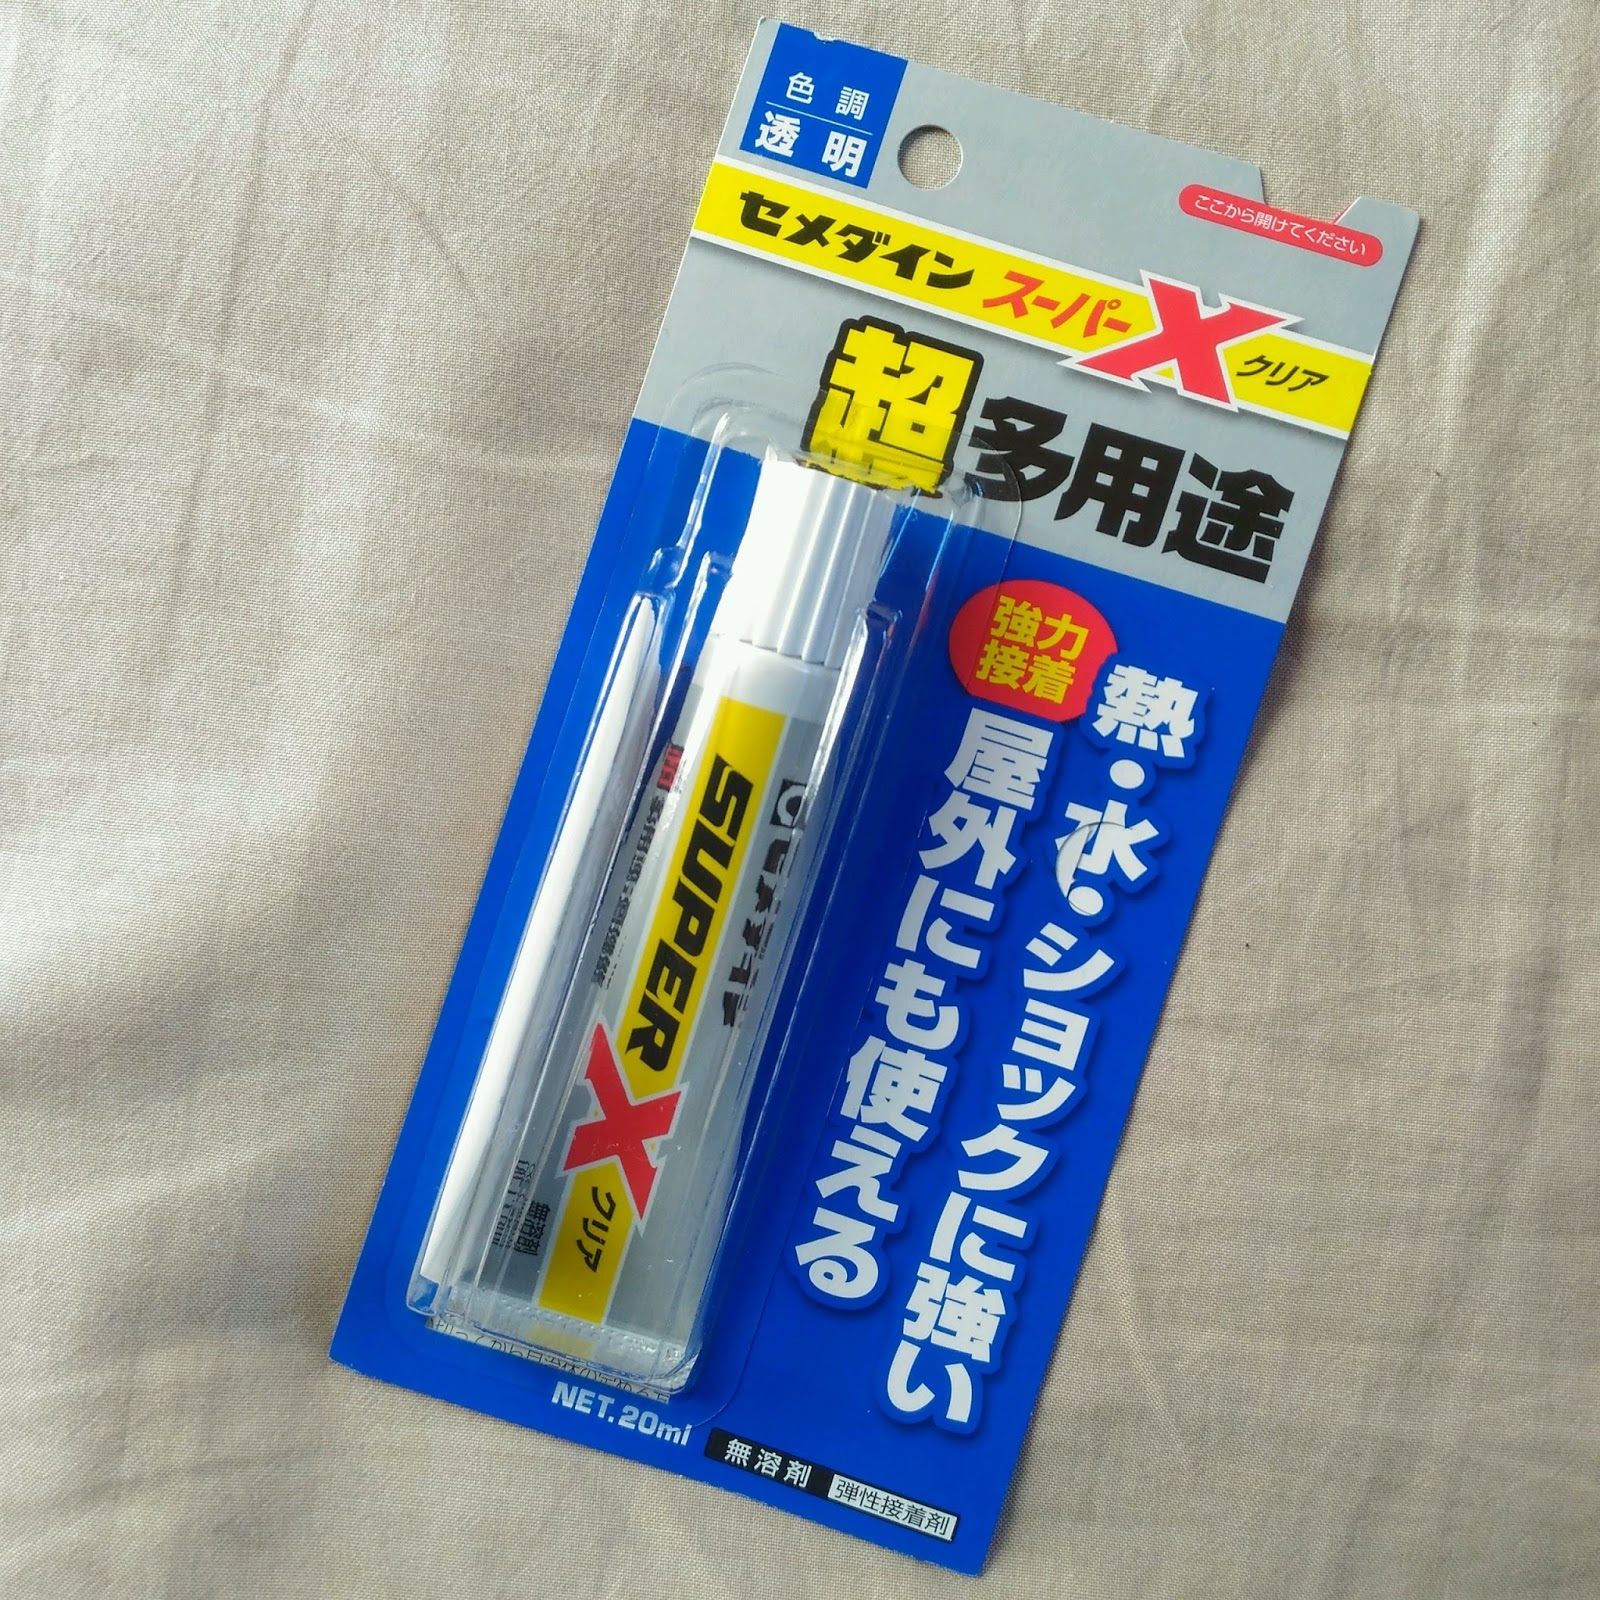 色調
透明
ここから開けてください
セメダイン スーパーX クリア
超多用途
強力
接着
熱・水・ショックに強い
屋外にも使える
セメダイン
SUPER X クリア
無溶剤
NET.20ml
無溶剤 弾性接着剤